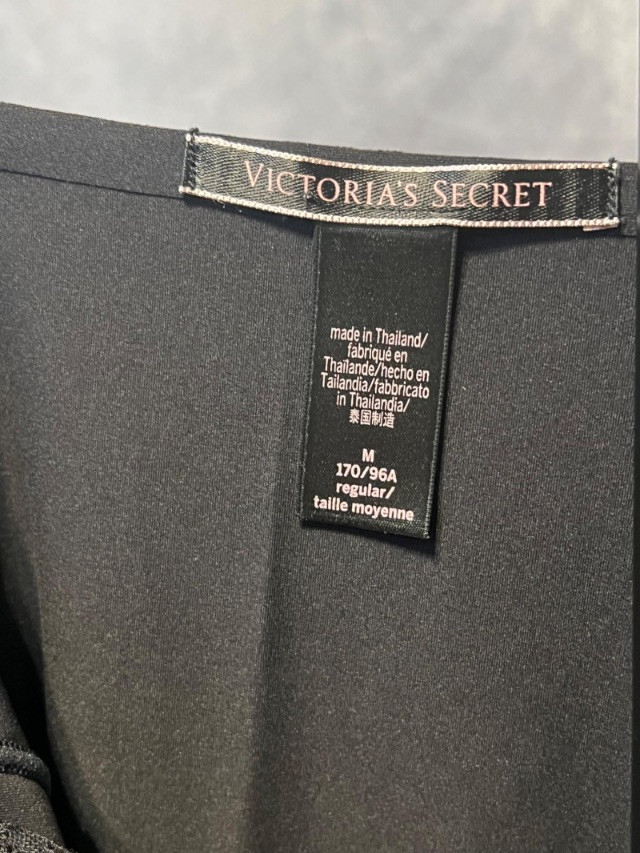 VICTORIA'S SECRET
made in Thailand/
fabriqué en
Thaïlande/hecho en
Tailandia/fabbricato
in Thailandia/
泰国制造
M
170/96A
regular/
taille moyenne